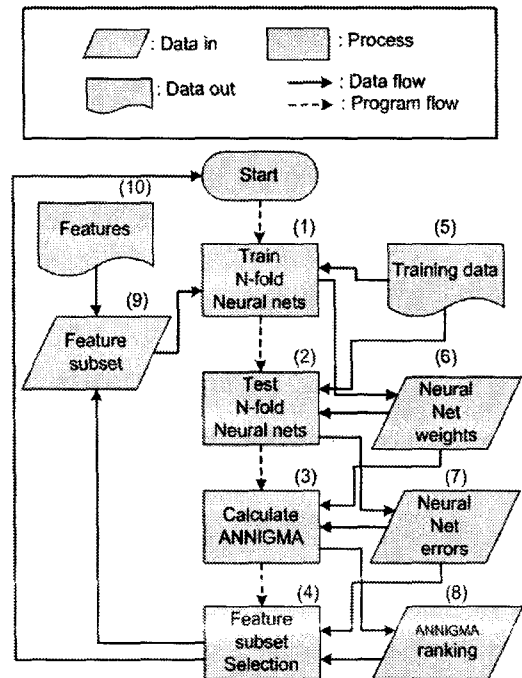 : Data in
: Process
: Data out
: Data flow
: Program flow
Start
(10)
Features
(1)
Train
N-fold
Neural nets
(5)
Training data
(9)
Feature
subset
(2)
Test
N-fold
Neural nets
(6)
Neural
Net
weights
(3)
Calculate
ANNIGMA
(7)
Neural
Net
errors
(4)
Feature
subset
Selection
(8)
ANNIGMA
ranking